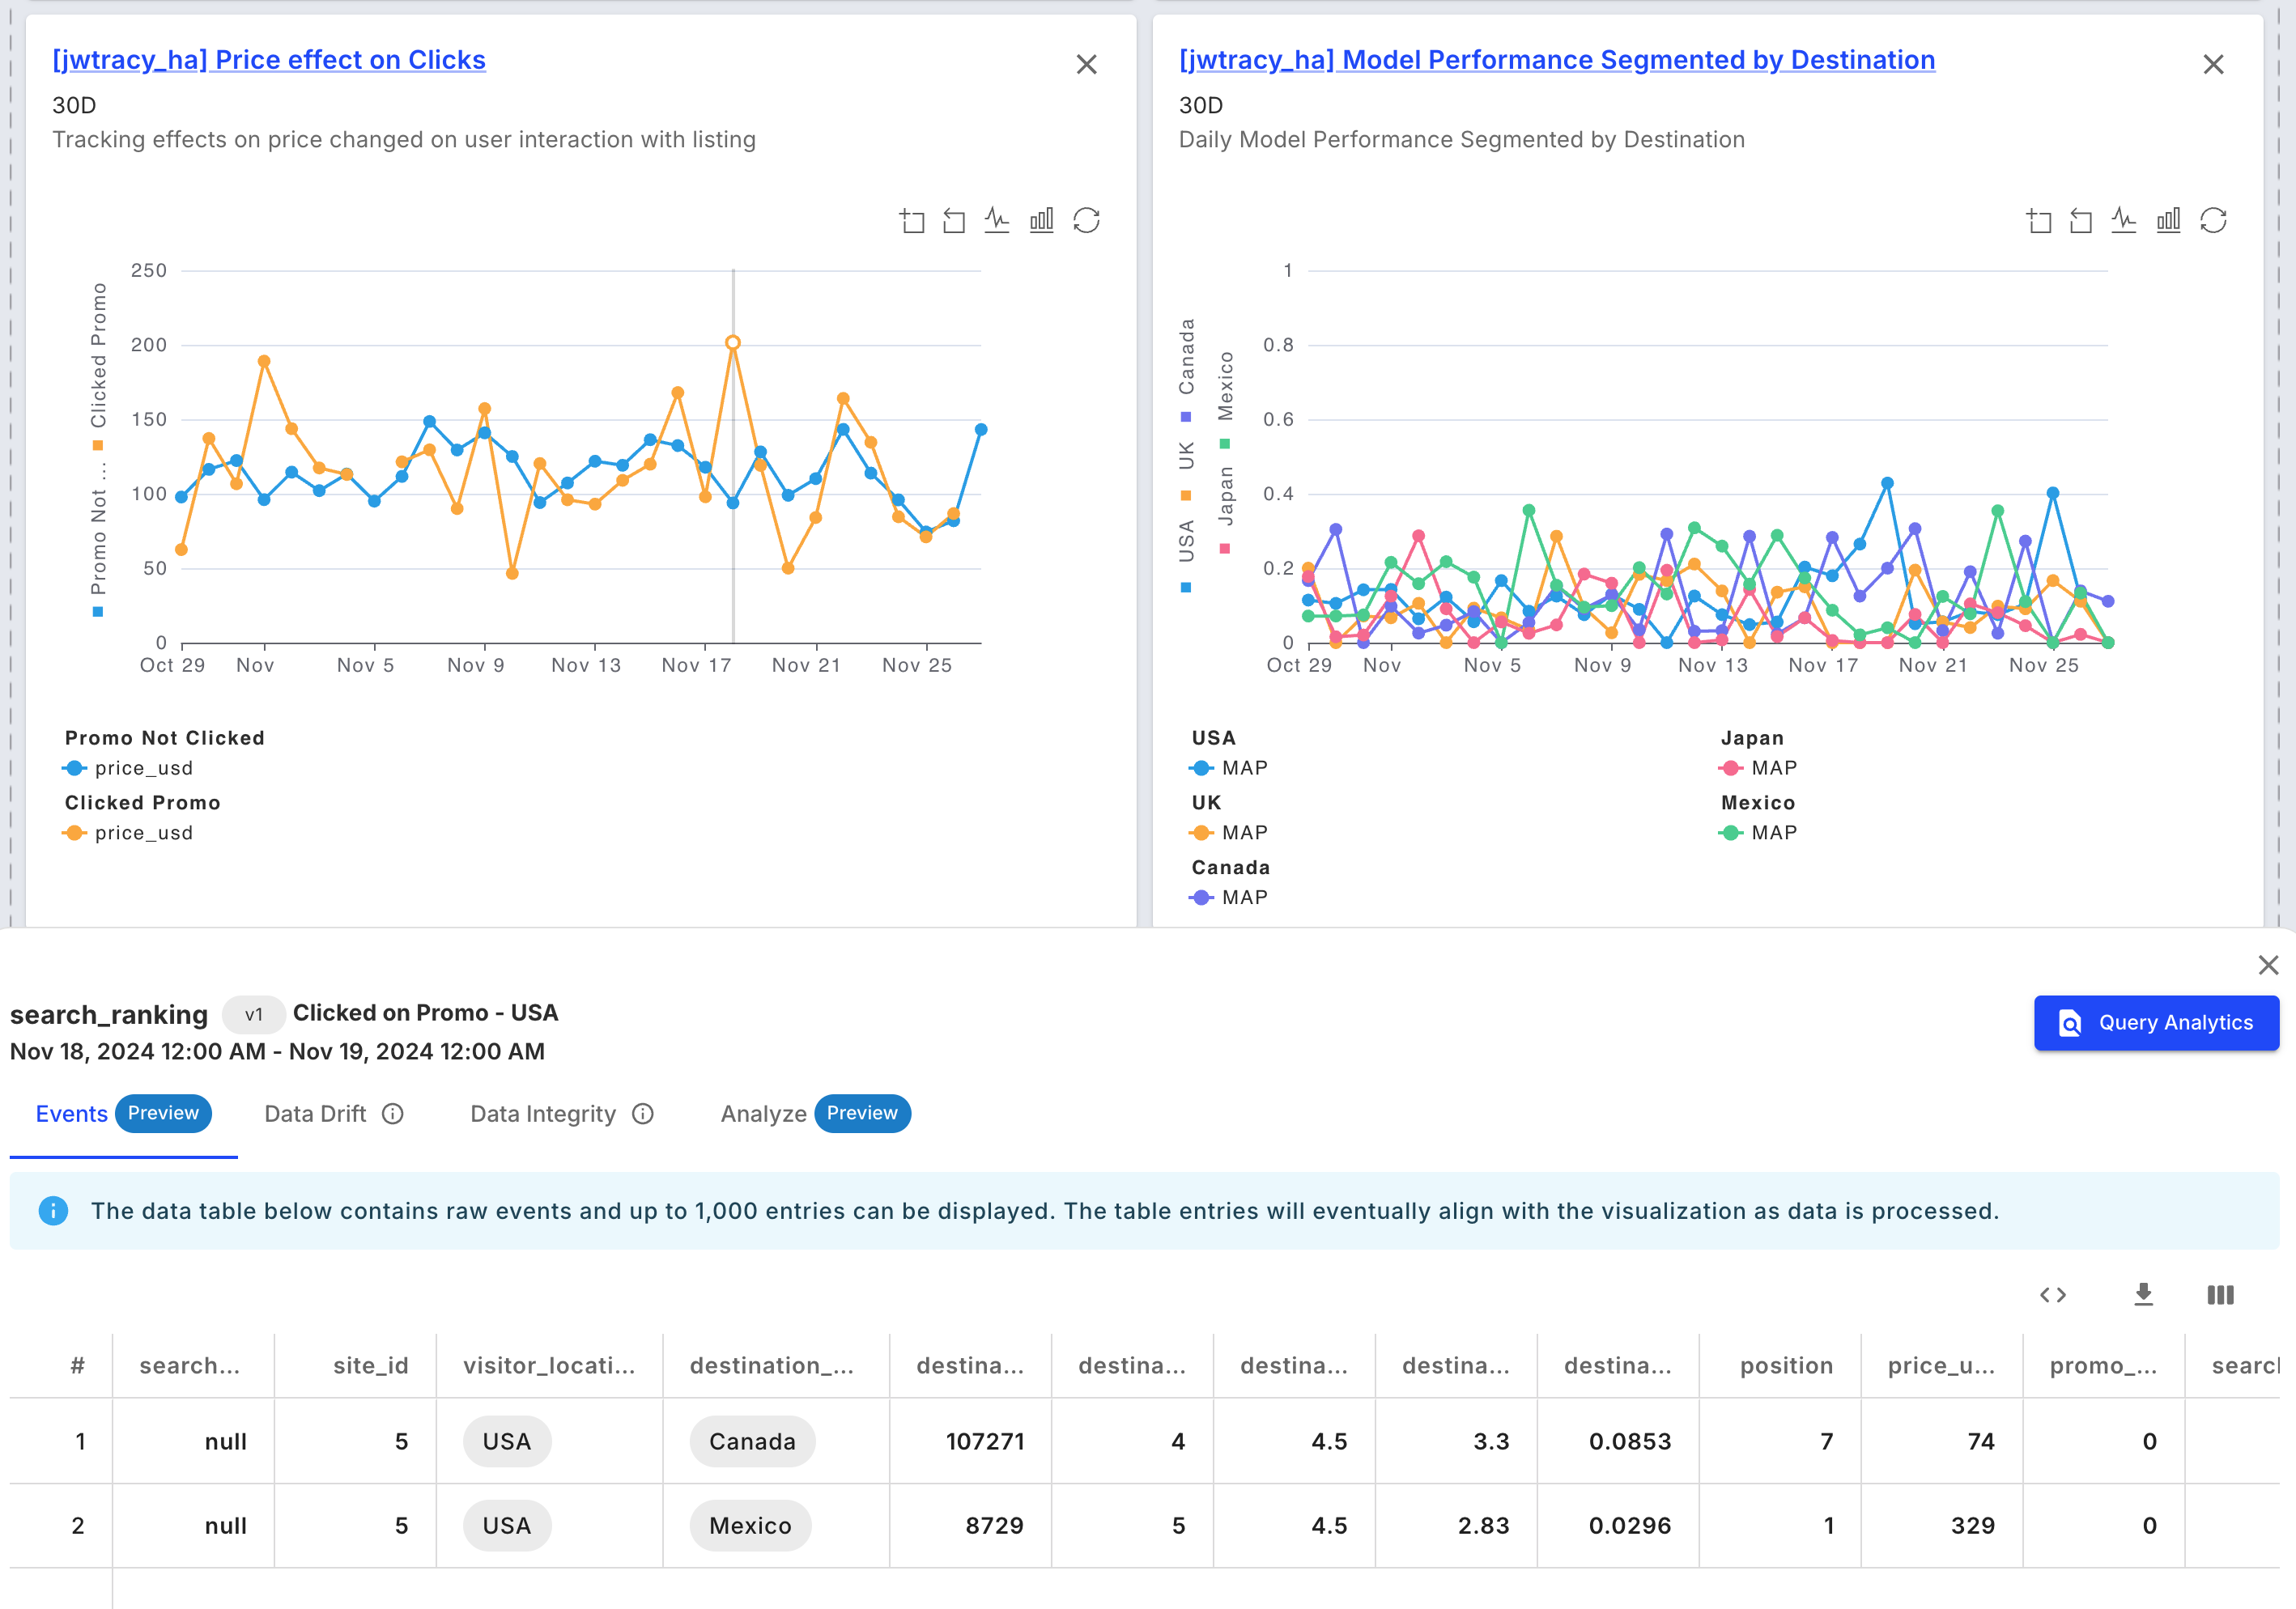 [jwtracy_ha] Price effect on Clicks
30D
Tracking effects on price changed on user interaction with listing
250
200
150
100
50
0
Promo Not ... Clicked Promo
Oct 29 Nov Nov 5 Nov 9 Nov 13 Nov 17 Nov 21 Nov 25
Promo Not Clicked
price_usd
Clicked Promo
price_usd
[jwtracy_ha] Model Performance Segmented by Destination
30D
Daily Model Performance Segmented by Destination
1
0.8
0.6
0.4
0.2
0
USA UK Canada
Japan Mexico
Oct 29 Nov Nov 5 Nov 9 Nov 13 Nov 17 Nov 21 Nov 25
USA
MAP
UK
MAP
Canada
MAP
Japan
MAP
Mexico
MAP
search_ranking v1 Clicked on Promo - USA
Nov 18, 2024 12:00 AM - Nov 19, 2024 12:00 AM
Query Analytics
Events Preview Data Drift Data Integrity Analyze Preview
The data table below contains raw events and up to 1,000 entries can be displayed. The table entries will eventually align with the visualization as data is processed.
# search... site_id visitor_locati... destination_... destina... destina... destina... destina... destina... position price_u... promo_... search
1 null 5 USA Canada 107271 4 4.5 3.3 0.0853 7 74 0
2 null 5 USA Mexico 8729 5 4.5 2.83 0.0296 1 329 0